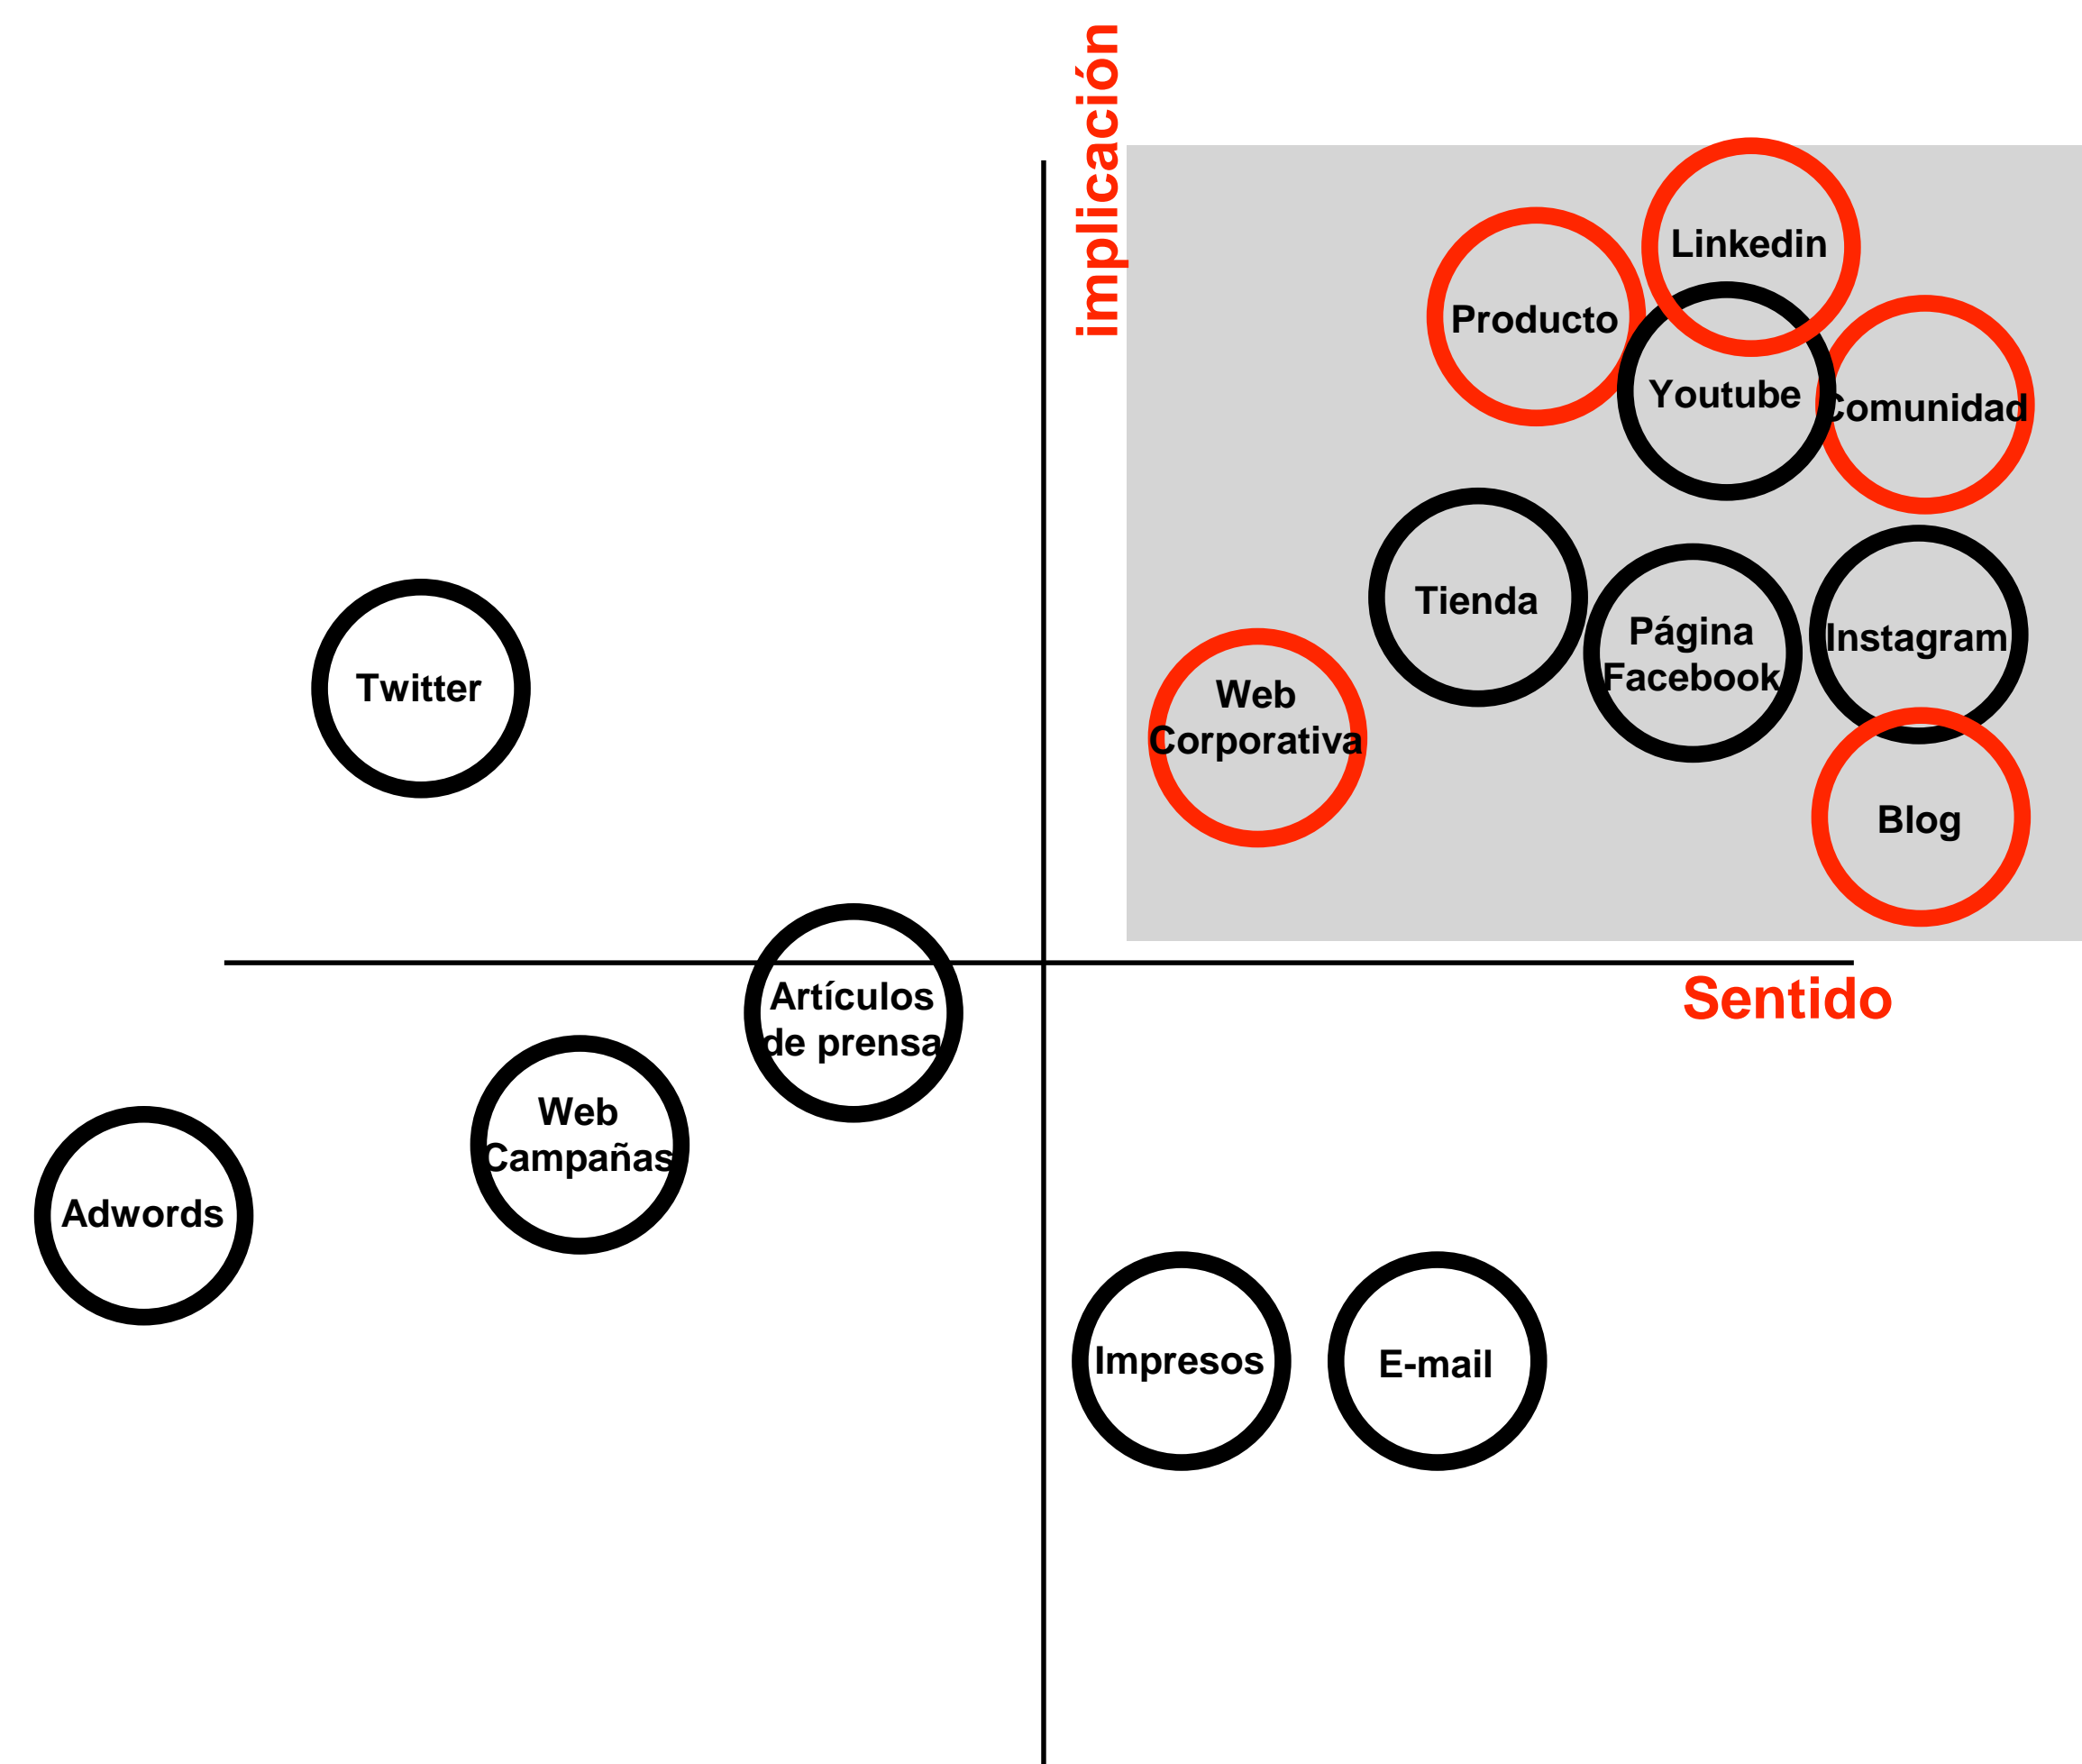 implicación
Linkedin
Producto
Youtube
Comunidad
Tienda
Página
Facebook
Instagram
Twitter
Web
Corporativa
Blog
Sentido
Artículos
de prensa
Web
Campañas
Adwords
Impresos
E-mail